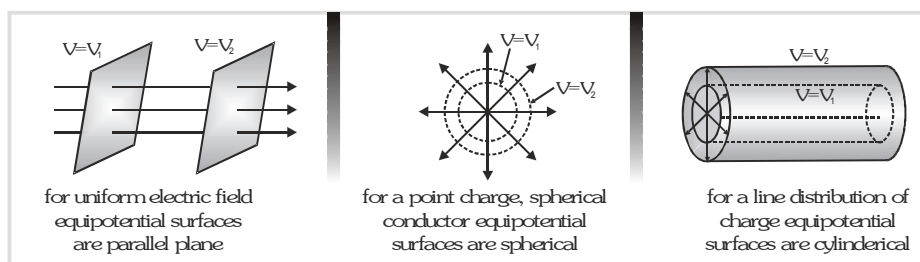 V=V₁
V=V₂
for uniform electric field
equipotential surfaces
are parallel plane
V=V₁
V=V₂
for a point charge, spherical
conductor equipotential
surfaces are spherical
V=V₂
V=V₁
for a line distribution of
charge equipotential
surfaces are cylinderical